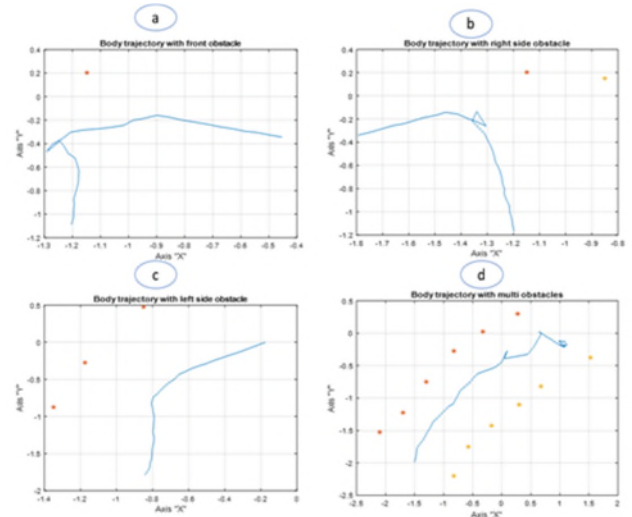 a
Body trajectory with front obstacle
0.4
0.2
0
-0.2
-0.4
-0.6
-0.8
-1
-1.2
Axis "Y"
-1.3 -1.2 -1.1 -1 -0.9 -0.8 -0.7 -0.6 -0.5 -0.4
Axis "X"
b
Body trajectory with right side obstacle
0.4
0.2
0
-0.2
-0.4
-0.6
-0.8
-1
-1.2
Axis "Y"
-1.8 -1.7 -1.6 -1.5 -1.4 -1.3 -1.2 -1.1 -1 -0.9 -0.8
Axis "X"
c
Body trajectory with left side obstacle
0.5
0
-0.5
-1
-1.5
-2
Axis "Y"
-1.4 -1.2 -1 -0.8 -0.6 -0.4 -0.2 0
Axis "X"
d
Body trajectory with multi obstacles
0.5
0
-0.5
-1
-1.5
-2
-2.5
Axis "Y"
-2.5 -2 -1.5 -1 -0.5 0 0.5 1 1.5 2
Axis "X"